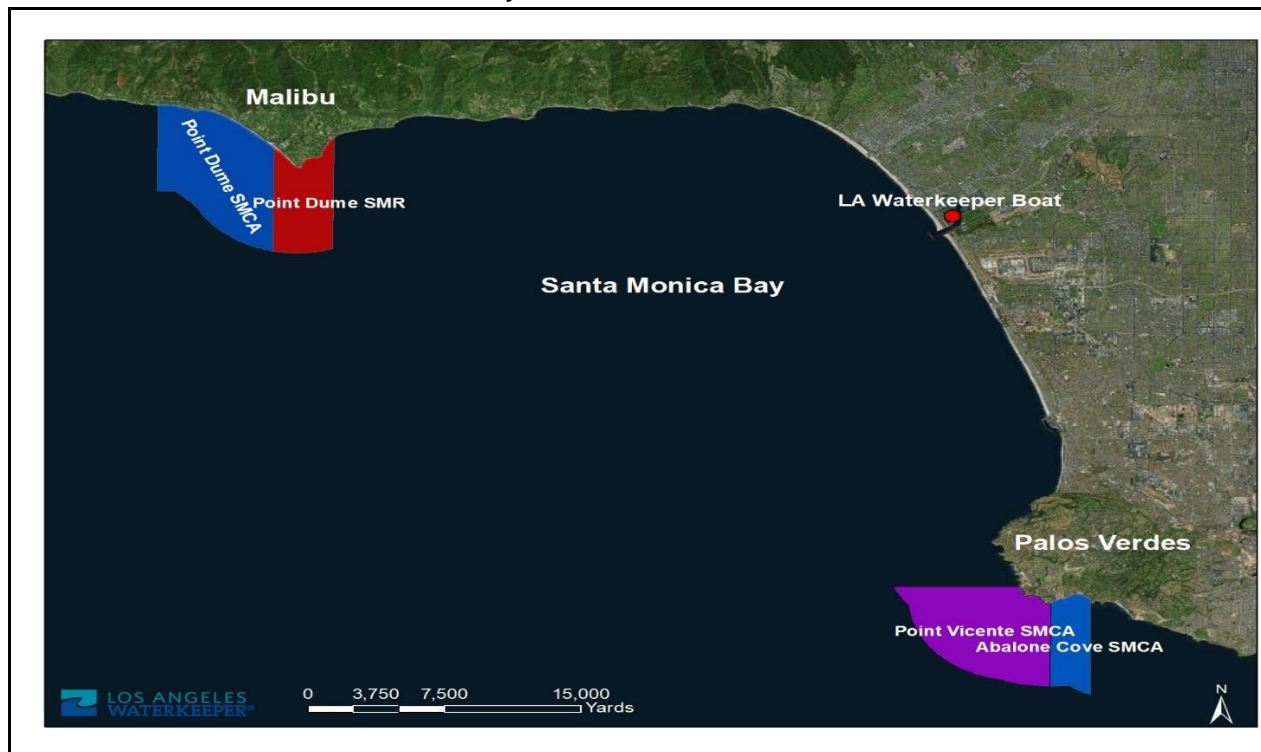 Malibu
Point Dume SMCA
Point Dume SMR
LA Waterkeeper Boat
Santa Monica Bay
Palos Verdes
Point Vicente SMCA
Abalone Cove SMCA
LOS ANGELES
WATERKEEPER®
0 3,750 7,500 15,000
Yards
N